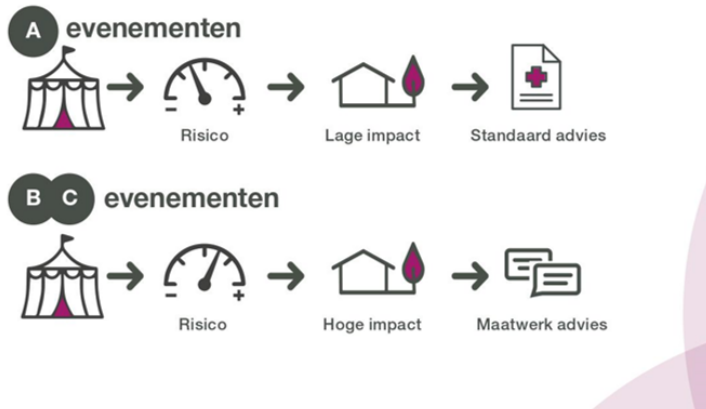 A evenementen
- +
Risico
Lage impact
Standaard advies
B C evenementen
- +
Risico
Hoge impact
Maatwerk advies